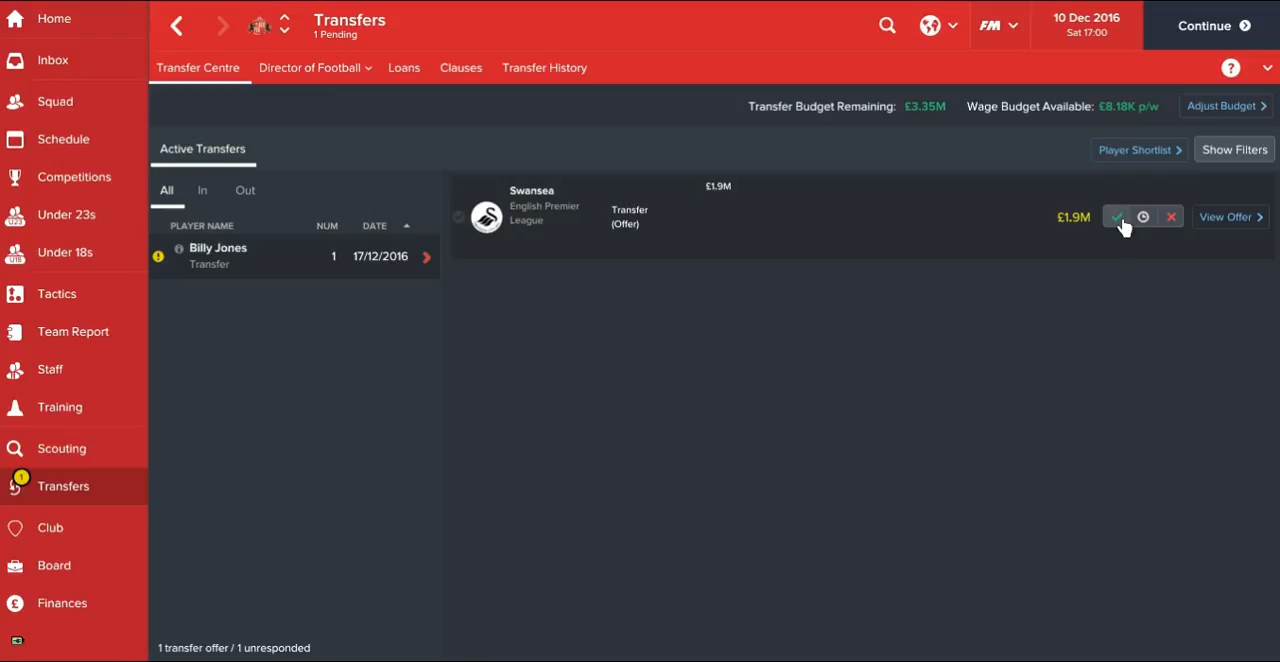 Home
Inbox
Squad
Schedule
Competitions
Under 23s
U23
Under 18s
U18
Tactics
Team Report
Staff
Training
Scouting
1
Transfers
Club
Board
Finances
Transfers
1 Pending
FM
10 Dec 2016
Sat 17:00
Continue
Transfer Centre
Director of Football
Loans
Clauses
Transfer History
?
Transfer Budget Remaining: £3.35M
Wage Budget Available: £8.18K p/w
Adjust Budget >
Active Transfers
Player Shortlist >
Show Filters
All
In
Out
PLAYER NAME
NUM
DATE
Billy Jones
Transfer
1
17/12/2016
Swansea
English Premier
League
Transfer
(Offer)
£1.9M
£1.9M
View Offer >
1 transfer offer / 1 unresponded